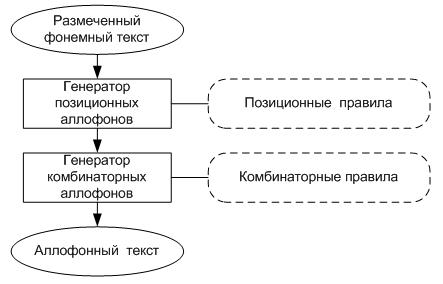 Размеченный
фонемный текст
Генератор
позиционных
аллофонов
Позиционные правила
Генератор
комбинаторных
аллофонов
Комбинаторные правила
Аллофонный текст